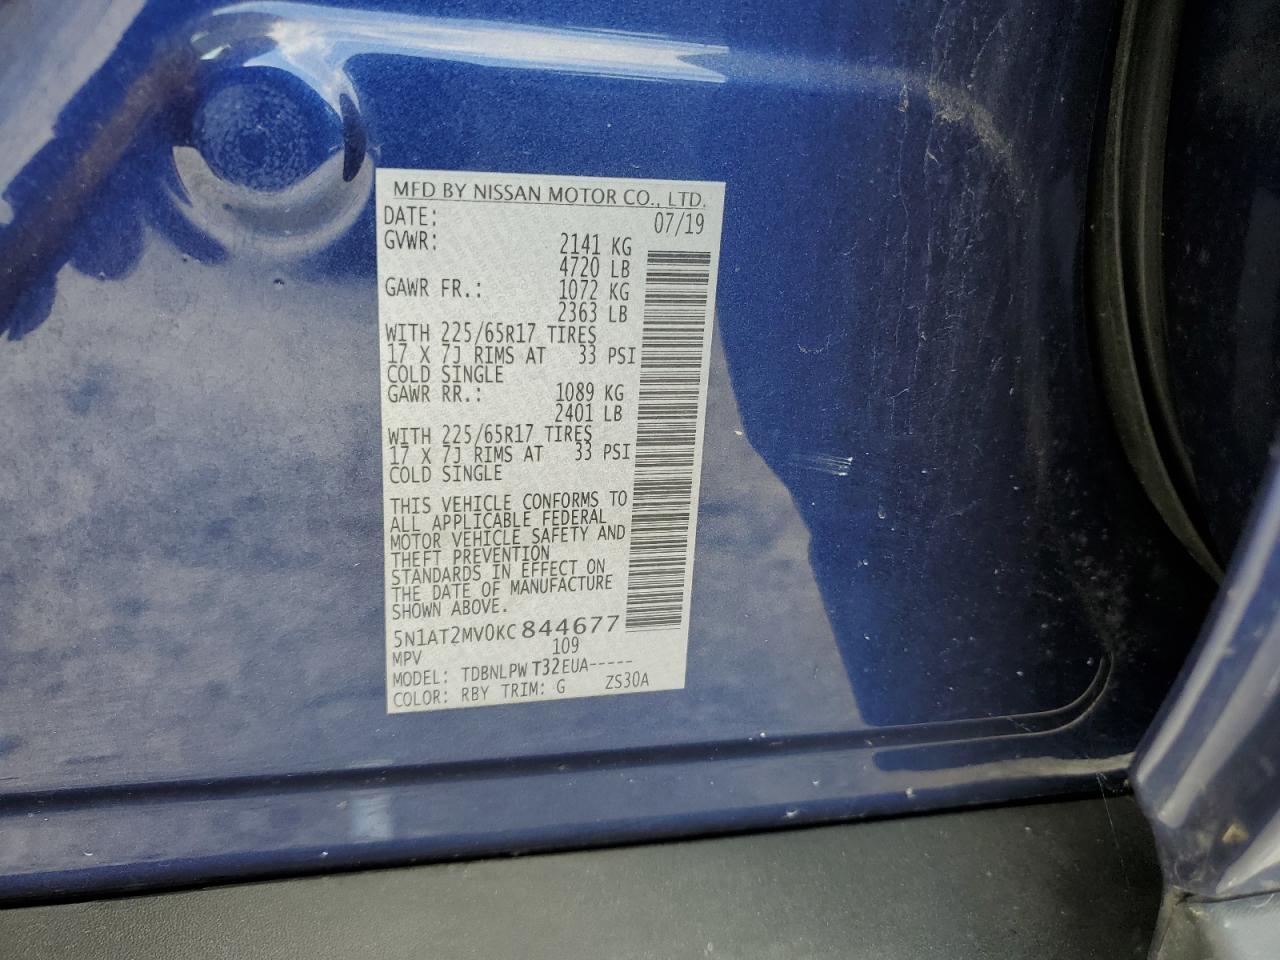 MFD BY NISSAN MOTOR CO., LTD.
DATE: 07/19
GVWR: 2141 KG
4720 LB
GAWR FR.: 1072 KG
2363 LB
WITH 225/65R17 TIRES
17 X 7J RIMS AT 33 PSI
COLD SINGLE
GAWR RR.: 1089 KG
2401 LB
WITH 225/65R17 TIRES
17 X 7J RIMS AT 33 PSI
COLD SINGLE
THIS VEHICLE CONFORMS TO
ALL APPLICABLE FEDERAL
MOTOR VEHICLE SAFETY AND
THEFT PREVENTION
STANDARDS IN EFFECT ON
THE DATE OF MANUFACTURE
SHOWN ABOVE.
5N1AT2MV0KC844677
MPV 109
MODEL: TDBNLPW T32EUA-----
COLOR: RBY TRIM: G ZS30A